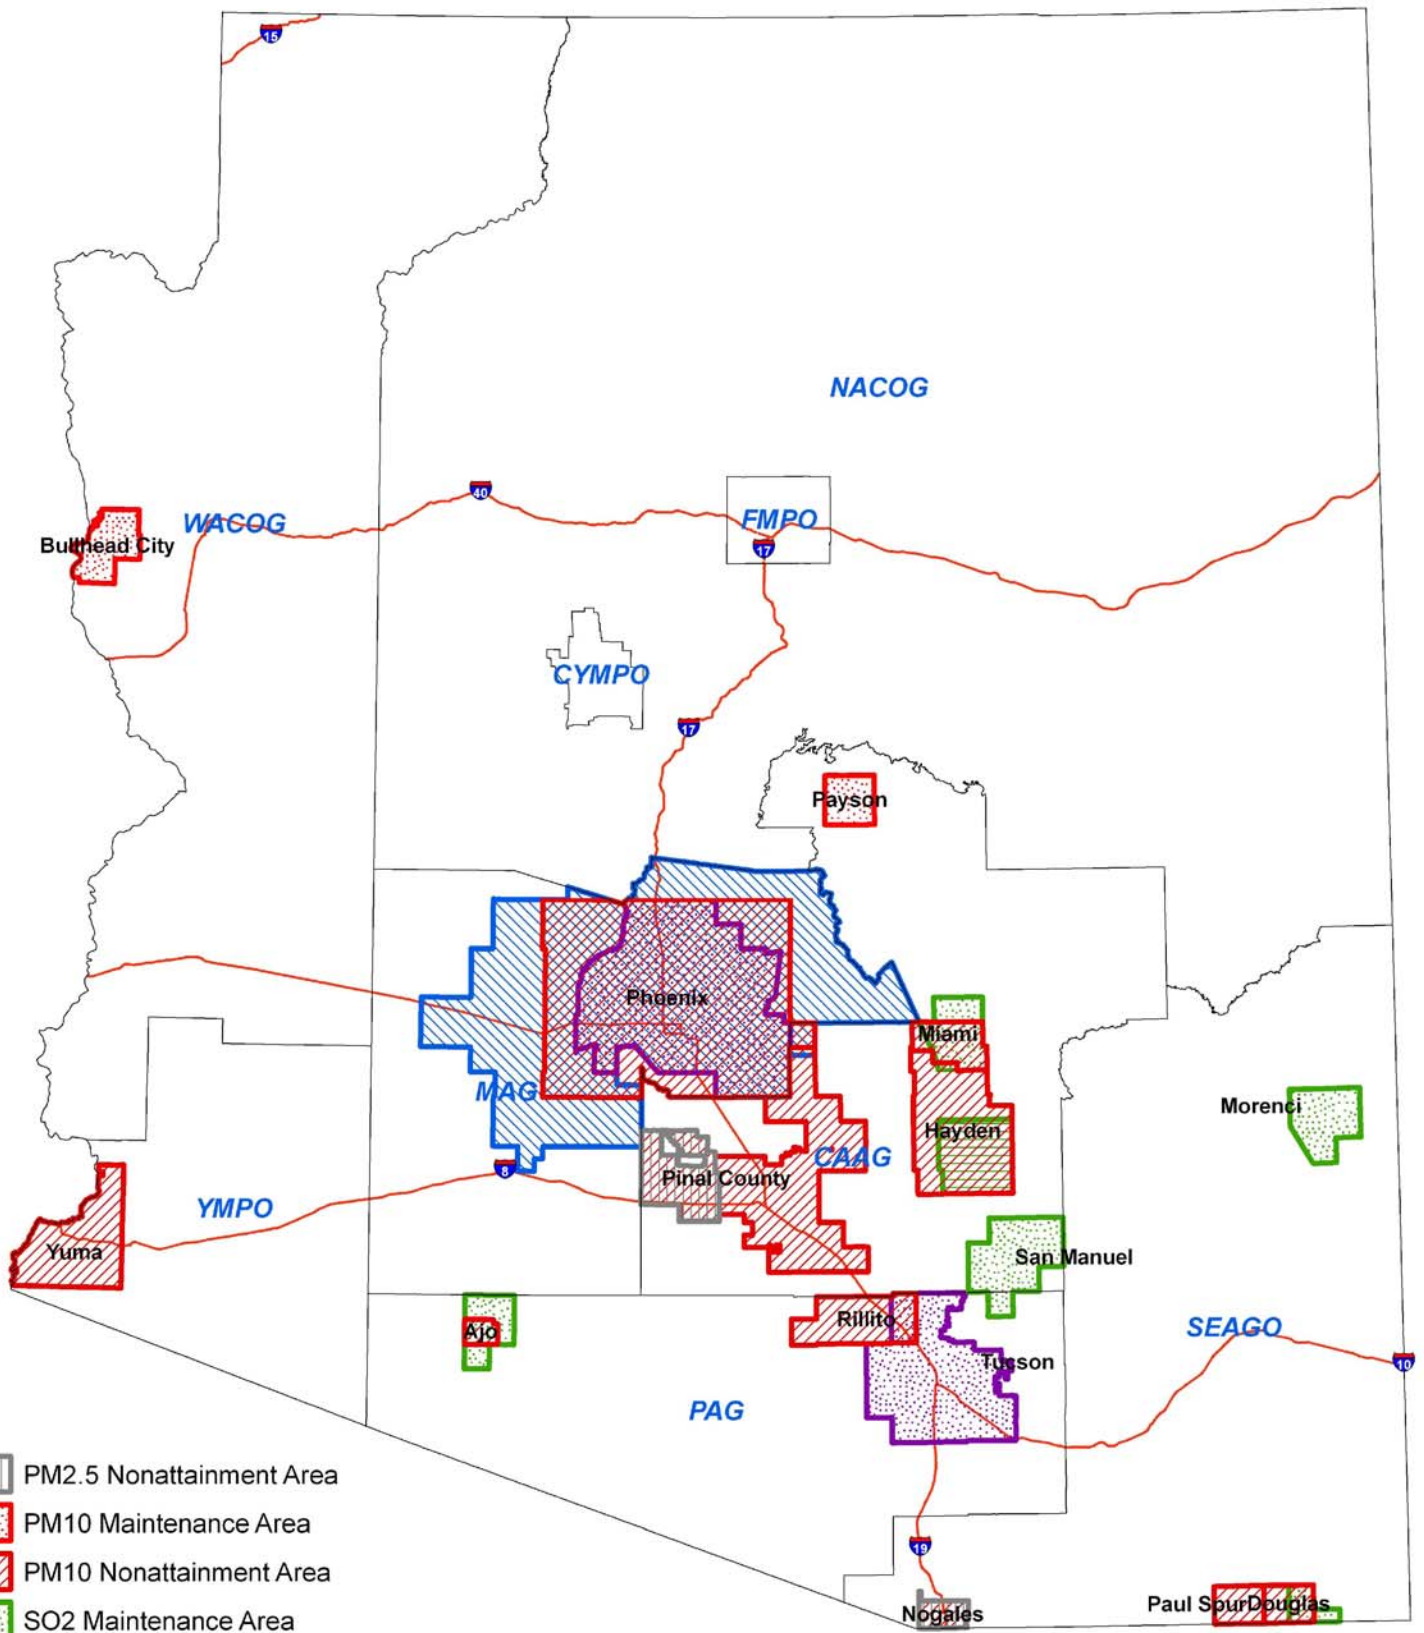 15
NACOG
40
WACOG
FMPO
Bullhead City
17
CYMPO
17
Payson
Phoenix
Miami
MAG
Morenci
Hayden
CAAG
8
Pinal County
YMPO
Yuma
San Manuel
Rillito
Ajo
SEAGO
Tucson
10
PAG
PM2.5 Nonattainment Area
PM10 Maintenance Area
19
PM10 Nonattainment Area
Paul Spur Douglas
Nogales
SO2 Maintenance Area